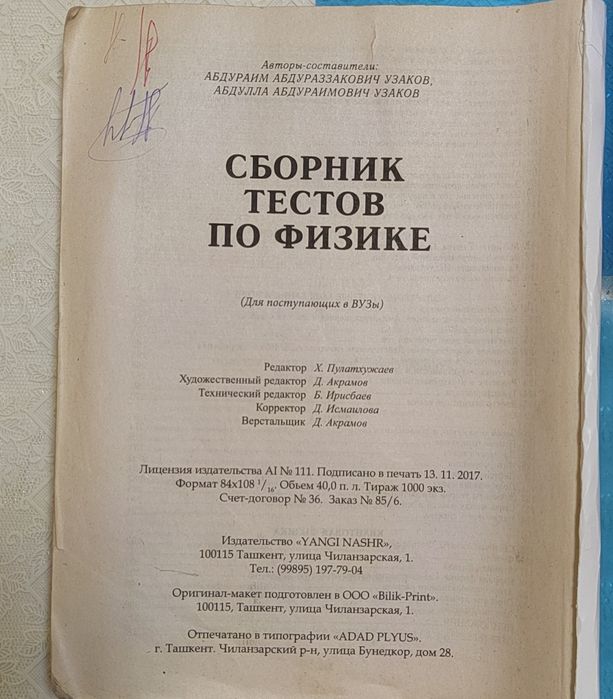 Авторы-составители:
АБДУРАИМ АБДУРАЗЗАКОВИЧ УЗАКОВ,
АБДУЛЛА АБДУРАИМОВИЧ УЗАКОВ
СБОРНИК
ТЕСТОВ
ПО ФИЗИКЕ
(Для поступающих в ВУЗы)
Редактор Х. Пулатхужаев
Художественный редактор Д. Акрамов
Технический редактор Б. Ирисбаев
Корректор Д. Исмаилова
Верстальщик Д. Акрамов
Лицензия издательства AI № 111. Подписано в печать 13. 11. 2017.
Формат 84х108 1/16. Объем 40,0 п. л. Тираж 1000 экз.
Счет-договор № 36. Заказ № 85/6.
Издательство «YANGI NASHR»,
100115 Ташкент, улица Чиланзарская, 1.
Тел.: (99895) 197-79-04
Оригинал-макет подготовлен в ООО «Bilik-Print».
100115, Ташкент, улица Чиланзарская, 1.
Отпечатано в типографии «ADAD PLYUS».
г. Ташкент. Чиланзарский р-н, улица Бунедкор, дом 28.